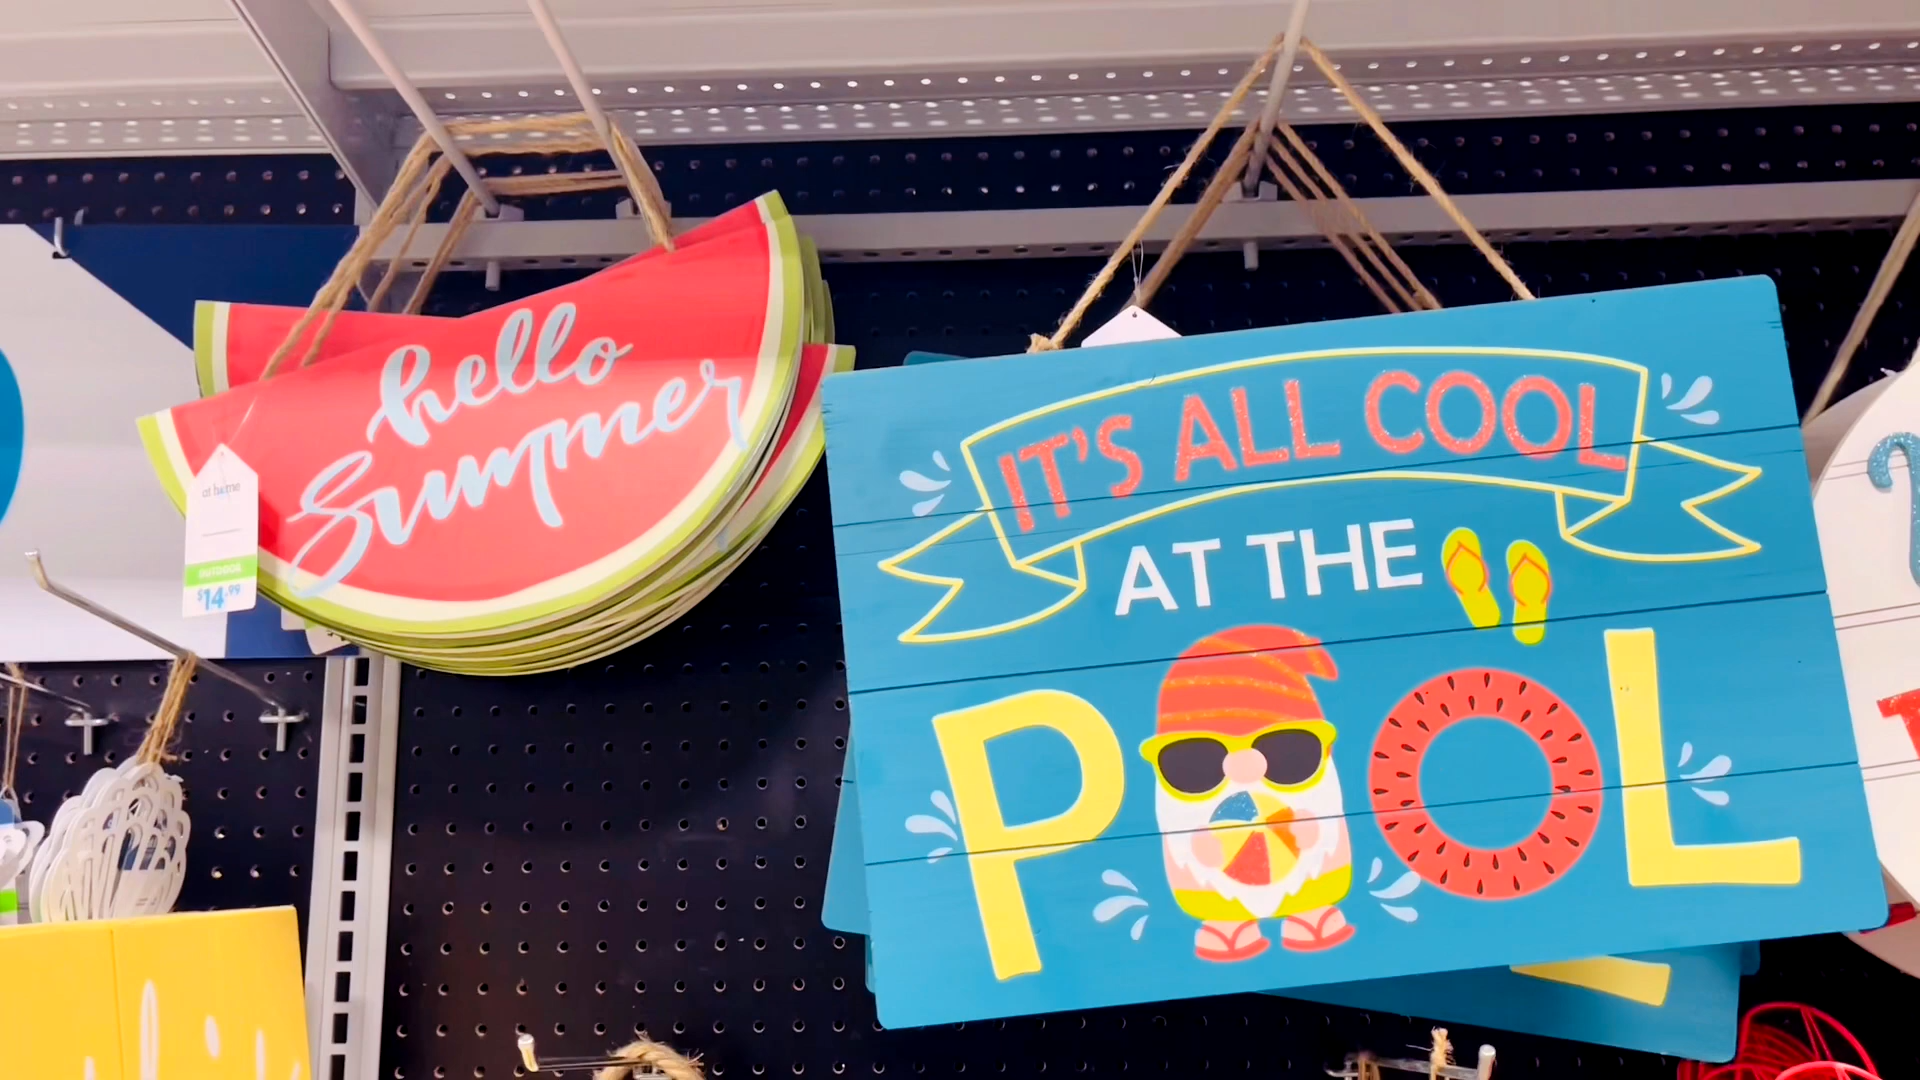 hello
Summer
at home
OUTDOOR
$14.99
IT'S ALL COOL
AT THE
POOL